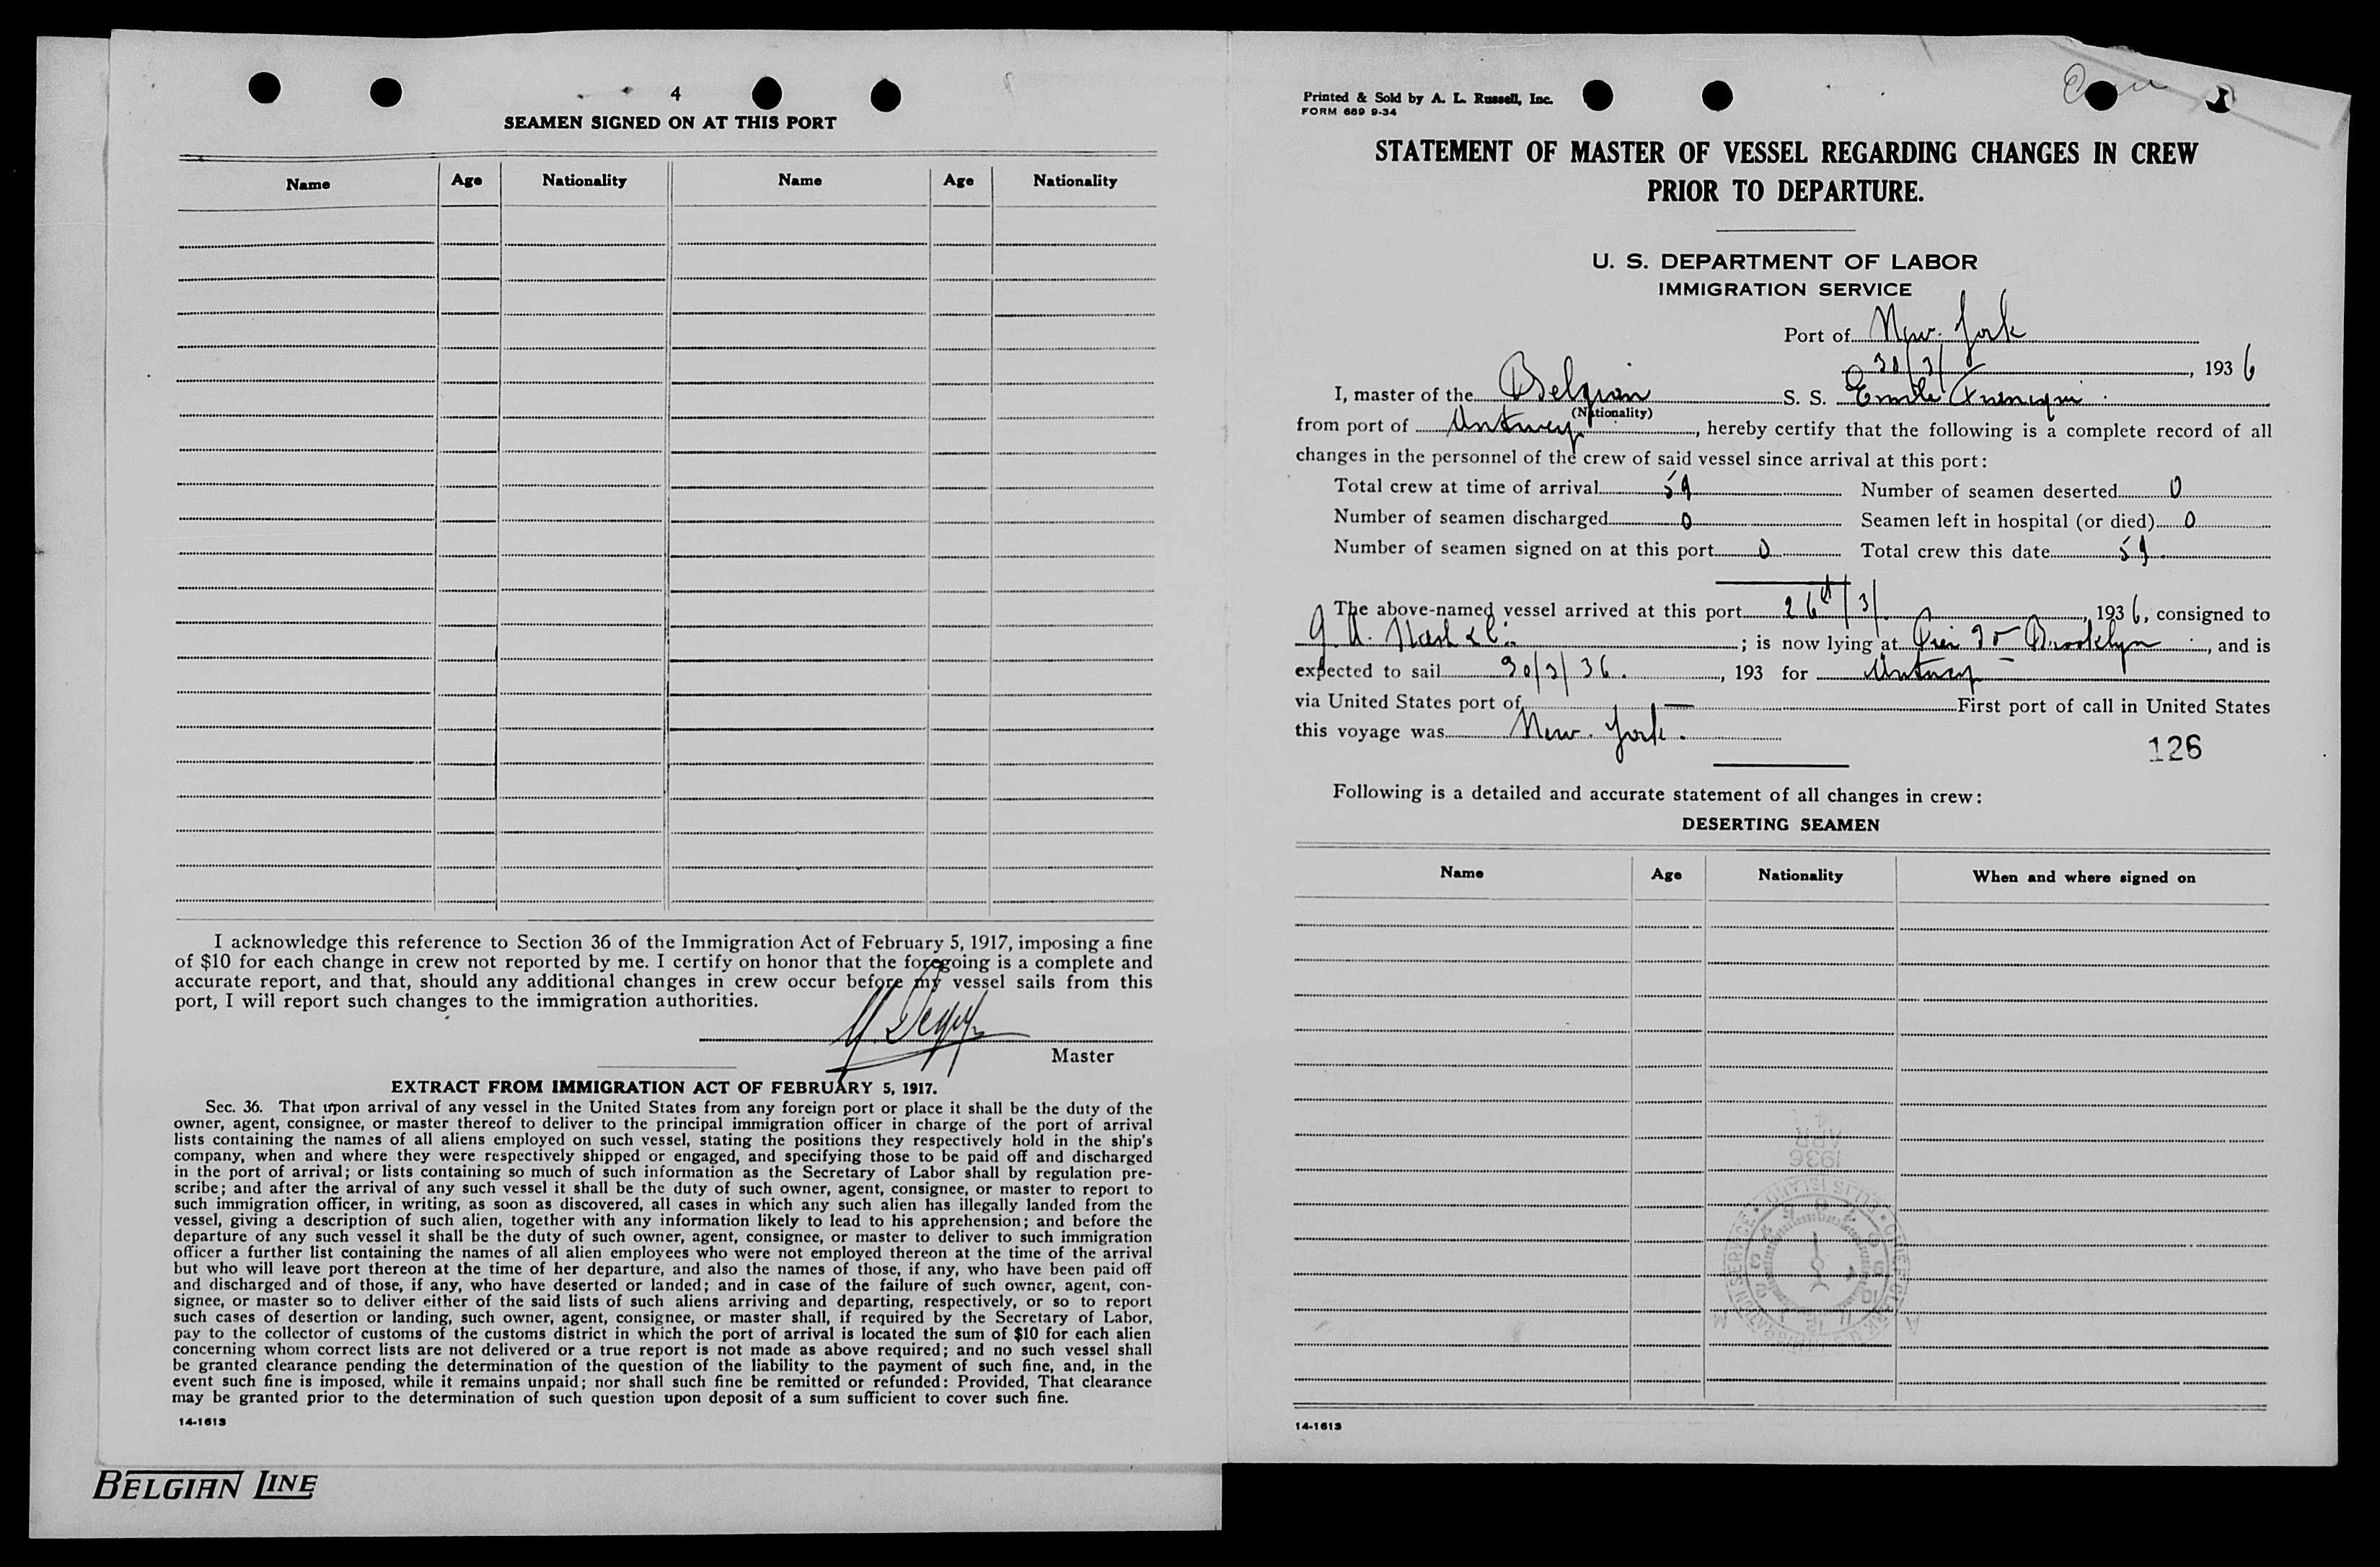 4
SEAMEN SIGNED ON AT THIS PORT
Name Age Nationality Name Age Nationality
I acknowledge this reference to Section 36 of the Immigration Act of February 5, 1917, imposing a fine
of $10 for each change in crew not reported by me. I certify on honor that the foregoing is a complete and
accurate report, and that, should any additional changes in crew occur before my vessel sails from this
port, I will report such changes to the immigration authorities.
Master
EXTRACT FROM IMMIGRATION ACT OF FEBRUARY 5, 1917.
Sec. 36. That upon arrival of any vessel in the United States from any foreign port or place it shall be the duty of the
owner, agent, consignee, or master thereof to deliver to the principal immigration officer in charge of the port of arrival
lists containing the names of all aliens employed on such vessel, stating the positions they respectively hold in the ship's
company, when and where they were respectively shipped or engaged, and specifying those to be paid off and discharged
in the port of arrival; or lists containing so much of such information as the Secretary of Labor shall by regulation pre-
scribe; and after the arrival of any such vessel it shall be the duty of such owner, agent, consignee, or master to report to
such immigration officer, in writing, as soon as discovered, all cases in which any such alien has illegally landed from the
vessel, giving a description of such alien, together with any information likely to lead to his apprehension; and before the
departure of any such vessel it shall be the duty of such owner, agent, consignee, or master to deliver to such immigration
officer a further list containing the names of all alien employees who were not employed thereon at the time of the arrival
but who will leave port thereon at the time of her departure, and also the names of those, if any, who have been paid off
and discharged and of those, if any, who have deserted or landed; and in case of the failure of such owner, agent, con-
signee, or master so to deliver either of the said lists of such aliens arriving and departing, respectively, or so to report
such cases of desertion or landing, such owner, agent, consignee, or master shall, if required by the Secretary of Labor,
pay to the collector of customs of the customs district in which the port of arrival is located the sum of $10 for each alien
concerning whom correct lists are not delivered or a true report is not made as above required; and no such vessel shall
be granted clearance pending the determination of the question of the liability to the payment of such fine, and, in the
event such fine is imposed, while it remains unpaid; nor shall such fine be remitted or refunded: Provided, That clearance
may be granted prior to the determination of such question upon deposit of a sum sufficient to cover such fine.
14-1613
BELGIAN LINE
Printed & Sold by A. L. Russell, Inc.
FORM 689 9-34
STATEMENT OF MASTER OF VESSEL REGARDING CHANGES IN CREW
PRIOR TO DEPARTURE.
U. S. DEPARTMENT OF LABOR
IMMIGRATION SERVICE
Port of New York
30/3/, 1936
I, master of the Belgian S. S. Emile Francqui
(Nationality)
from port of Antwerp, hereby certify that the following is a complete record of all
changes in the personnel of the crew of said vessel since arrival at this port:
Total crew at time of arrival 59 Number of seamen deserted 0
Number of seamen discharged 0 Seamen left in hospital (or died) 0
Number of seamen signed on at this port 0 Total crew this date 59
The above-named vessel arrived at this port 26th/3/, 1936, consigned to
; is now lying at Pier 35 Brooklyn, and is
expected to sail 30/3/36., 193 for Antwerp
via United States port of — First port of call in United States
this voyage was New York.
126
Following is a detailed and accurate statement of all changes in crew:
DESERTING SEAMEN
Name Age Nationality When and where signed on
APR
1936
14-1613